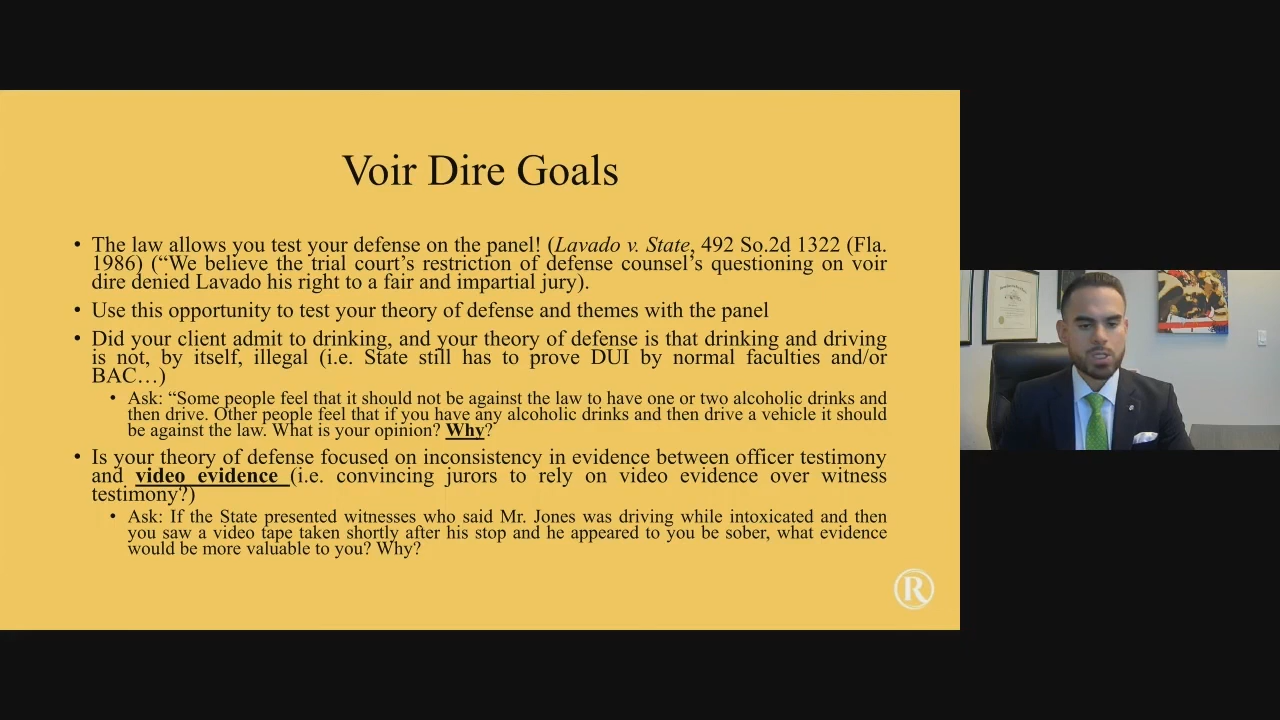 Voir Dire Goals
• The law allows you test your defense on the panel! (Lavado v. State, 492 So.2d 1322 (Fla.
1986) (“We believe the trial court’s restriction of defense counsel’s questioning on voir
dire denied Lavado his right to a fair and impartial jury).
• Use this opportunity to test your theory of defense and themes with the panel
• Did your client admit to drinking, and your theory of defense is that drinking and driving
is not, by itself, illegal (i.e. State still has to prove DUI by normal faculties and/or
BAC…)
• Ask: “Some people feel that it should not be against the law to have one or two alcoholic drinks and
then drive. Other people feel that if you have any alcoholic drinks and then drive a vehicle it should
be against the law. What is your opinion? Why?
• Is your theory of defense focused on inconsistency in evidence between officer testimony
and video evidence (i.e. convincing jurors to rely on video evidence over witness
testimony?)
• Ask: If the State presented witnesses who said Mr. Jones was driving while intoxicated and then
you saw a video tape taken shortly after his stop and he appeared to you be sober, what evidence
would be more valuable to you? Why?
R